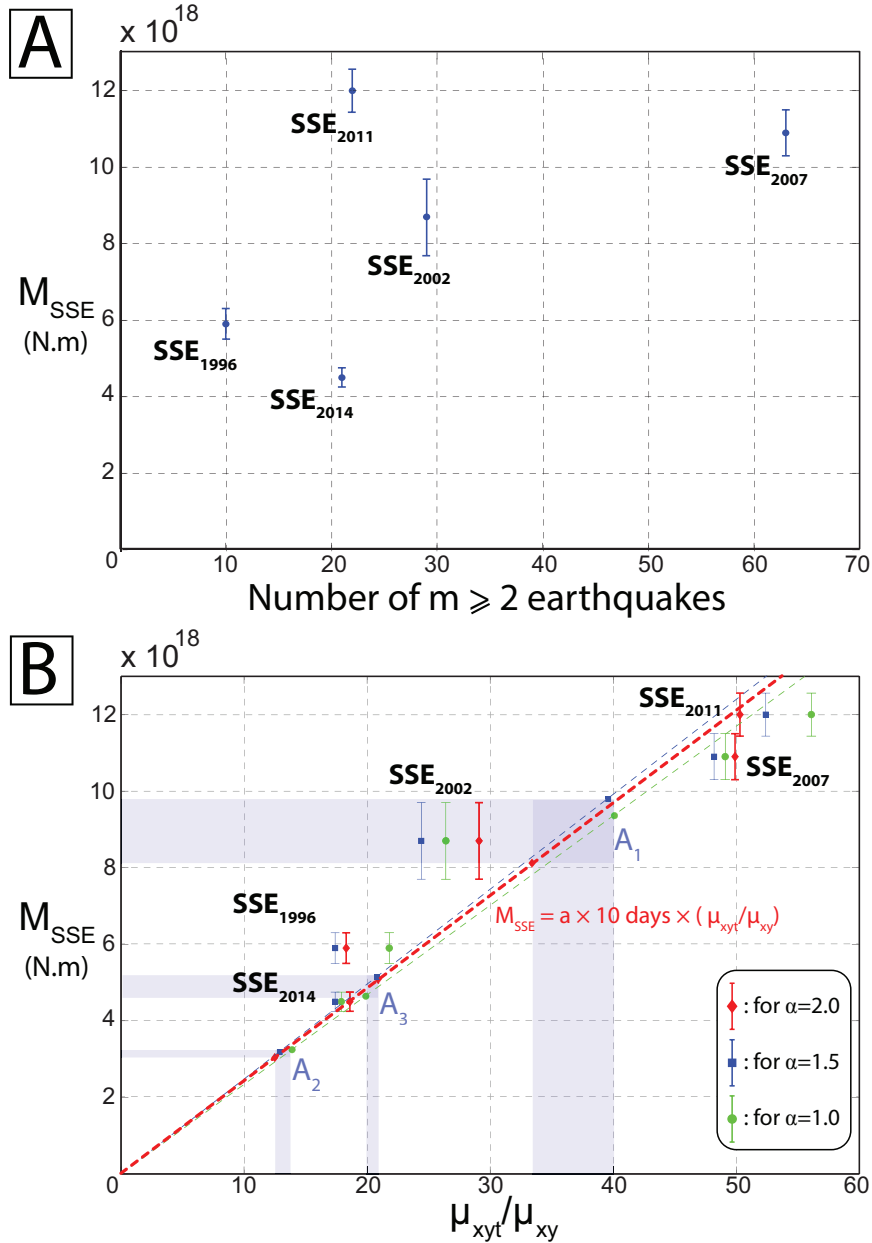 A
x 10^18
12
10
8
6
4
2
0
10
20
30
40
50
60
70
SSE_2011
SSE_2007
SSE_2002
SSE_1996
SSE_2014
M_SSE
(N.m)
Number of m ⩾ 2 earthquakes
B
x 10^18
12
10
8
6
4
2
0
10
20
30
40
50
60
SSE_2011
SSE_2007
SSE_2002
A_1
SSE_1996
M_SSE = a × 10 days × ( μ_xyt/μ_xy)
SSE_2014
A_3
A_2
M_SSE
(N.m)
: for α=2.0
: for α=1.5
: for α=1.0
μ_xyt/μ_xy